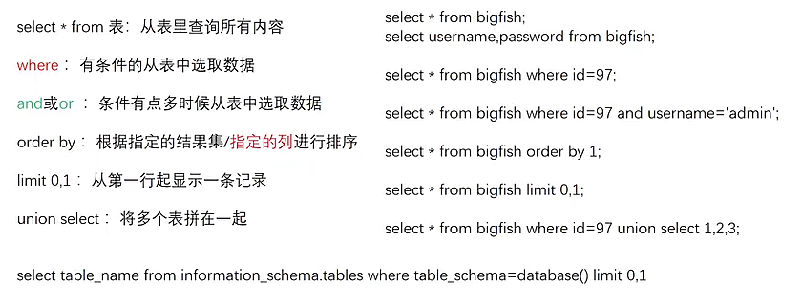 select * from 表：从表里查询所有内容
where：有条件的从表中选取数据
and或or ：条件有点多时候从表中选取数据
order by：根据指定的结果集/指定的列进行排序
limit 0,1：从第一行起显示一条记录
union select：将多个表拼在一起
select * from bigfish;
select username,password from bigfish;
select * from bigfish where id=97;
select * from bigfish where id=97 and username='admin';
select * from bigfish order by 1;
select * from bigfish limit 0,1;
select * from bigfish where id=97 union select 1,2,3;
select table_name from information_schema.tables where table_schema=database() limit 0,1